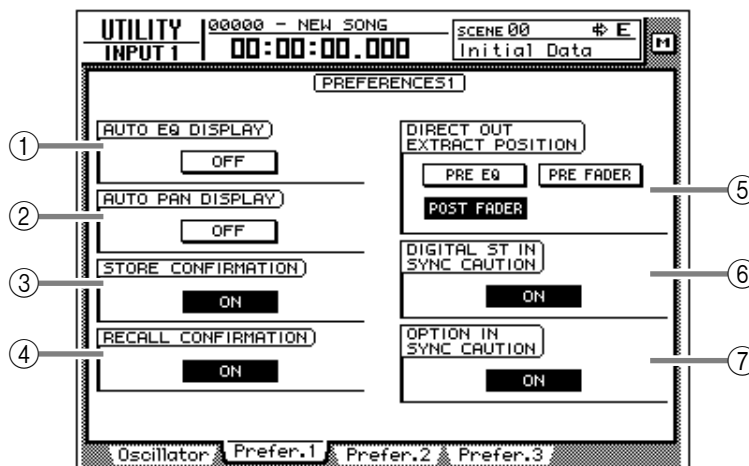 UTILITY
INPUT 1
00000 - NEW SONG
00:00:00.000
SCENE 00 E
Initial Data
M
PREFERENCES1
1
AUTO EQ DISPLAY
OFF
2
AUTO PAN DISPLAY
OFF
3
STORE CONFIRMATION
ON
4
RECALL CONFIRMATION
ON
DIRECT OUT
EXTRACT POSITION
PRE EQ PRE FADER
POST FADER
5
DIGITAL ST IN
SYNC CAUTION
ON
6
OPTION IN
SYNC CAUTION
ON
7
Oscillator Prefer.1 Prefer.2 Prefer.3